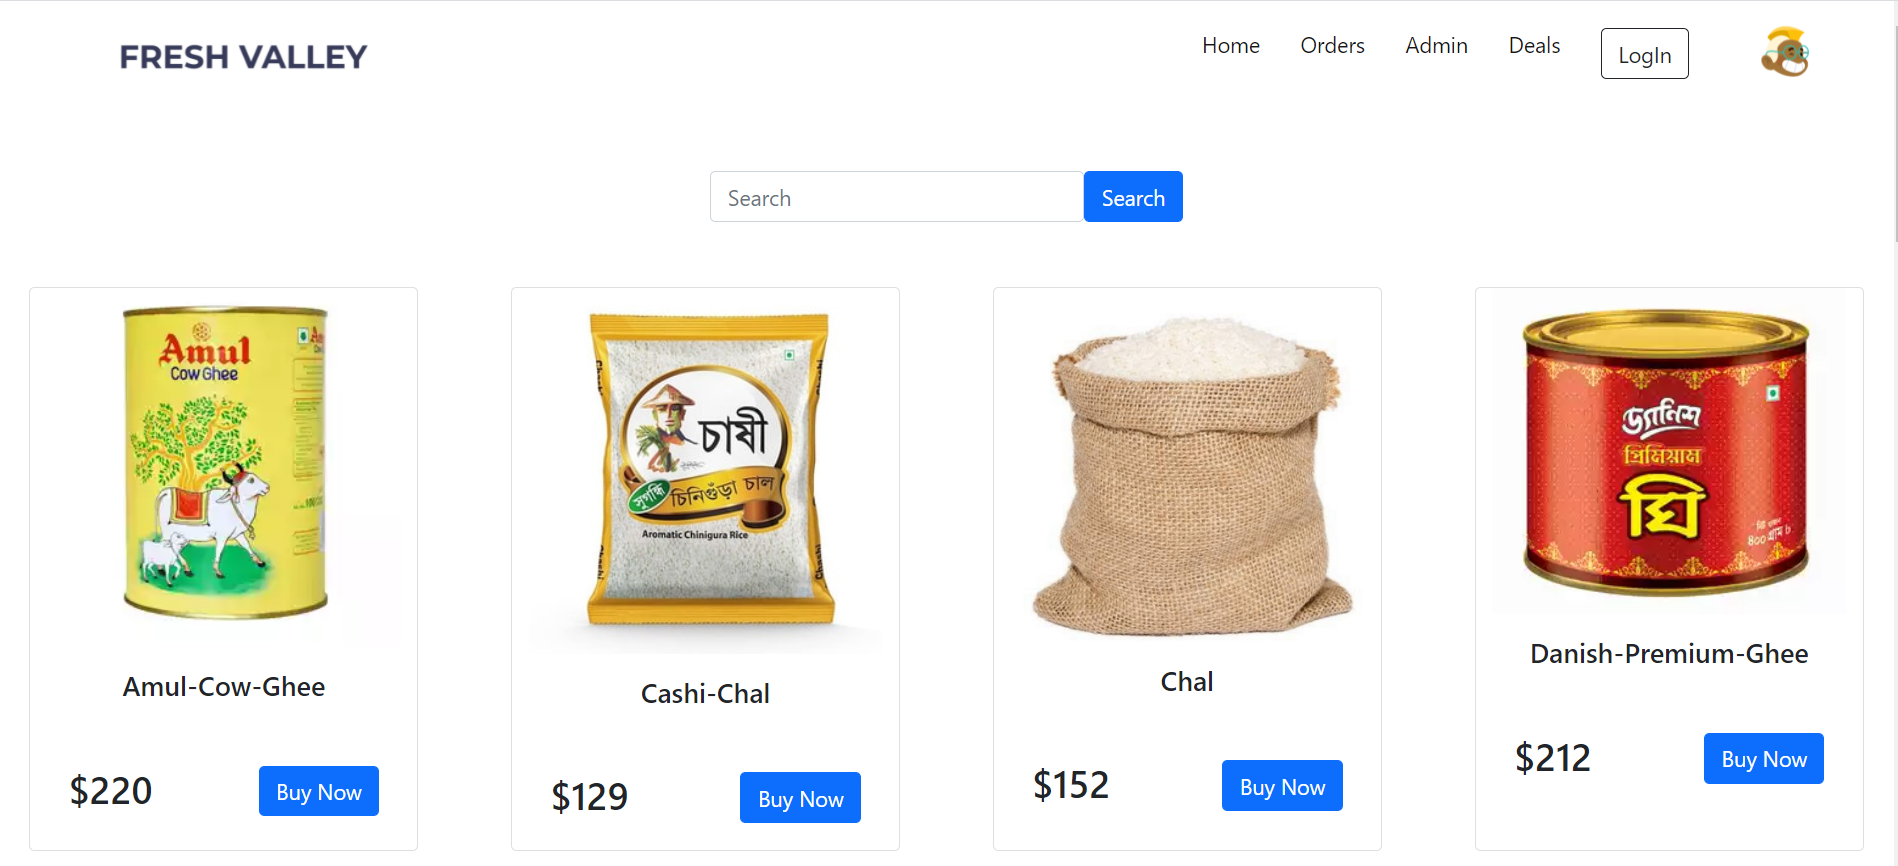 FRESH VALLEY
Home Orders Admin Deals LogIn
Search Search
Amul
Cow Ghee
চাষী
সুগন্ধি চিনিগুঁড়া চাল
Aromatic Chinigura Rice
ড্যানিশ
প্রিমিয়াম
ঘি
৪০০ গ্রাম
Amul-Cow-Ghee
Cashi-Chal
Chal
Danish-Premium-Ghee
$220 Buy Now
$129 Buy Now
$152 Buy Now
$212 Buy Now